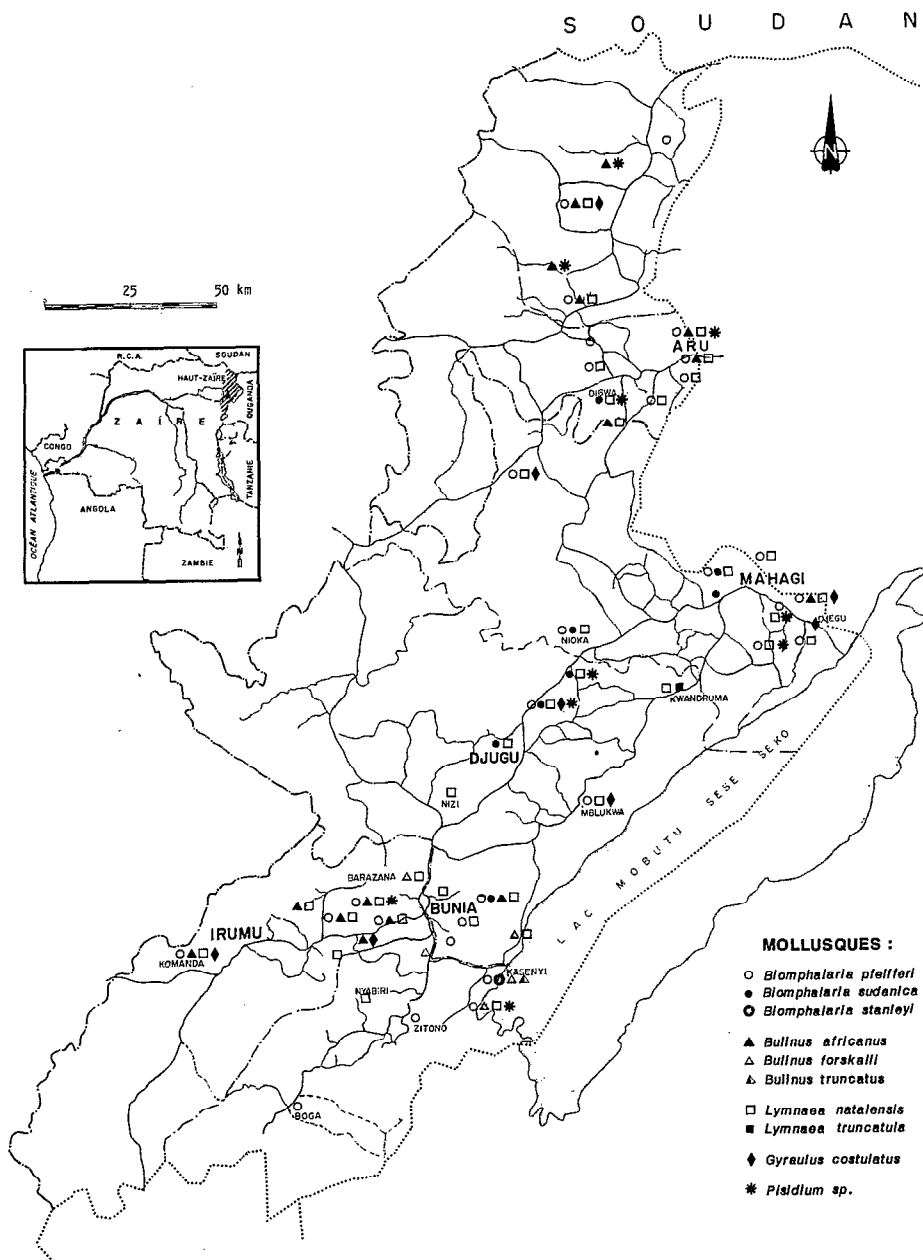 S O U D A N
N
25 50 km
R.C.A. SOUDAN
HAUT-ZAÏRE
OUGANDA
ZAÏRE
CONGO
TANZANIE
OCÉAN ATLANTIQUE
ANGOLA
ZAMBIE
ARU
DIGWA
MAHAGI
DJEGU
NIOKA
KWANDRUMA
DJUGU
NIZI
MBLUKWA
LAC MOBUTU SESE SEKO
BARAZANA
BUNIA
IRUMU
KOMANDA
KASENYI
NYABIRI
ZITONO
BOGA
MOLLUSQUES :
Biomphalaria pfeifferi
Biomphalaria sudanica
Biomphalaria stanleyi
Bulinus africanus
Bulinus forskalii
Bulinus truncatus
Lymnaea natalensis
Lymnaea truncatula
Gyraulus costulatus
Pisidium sp.